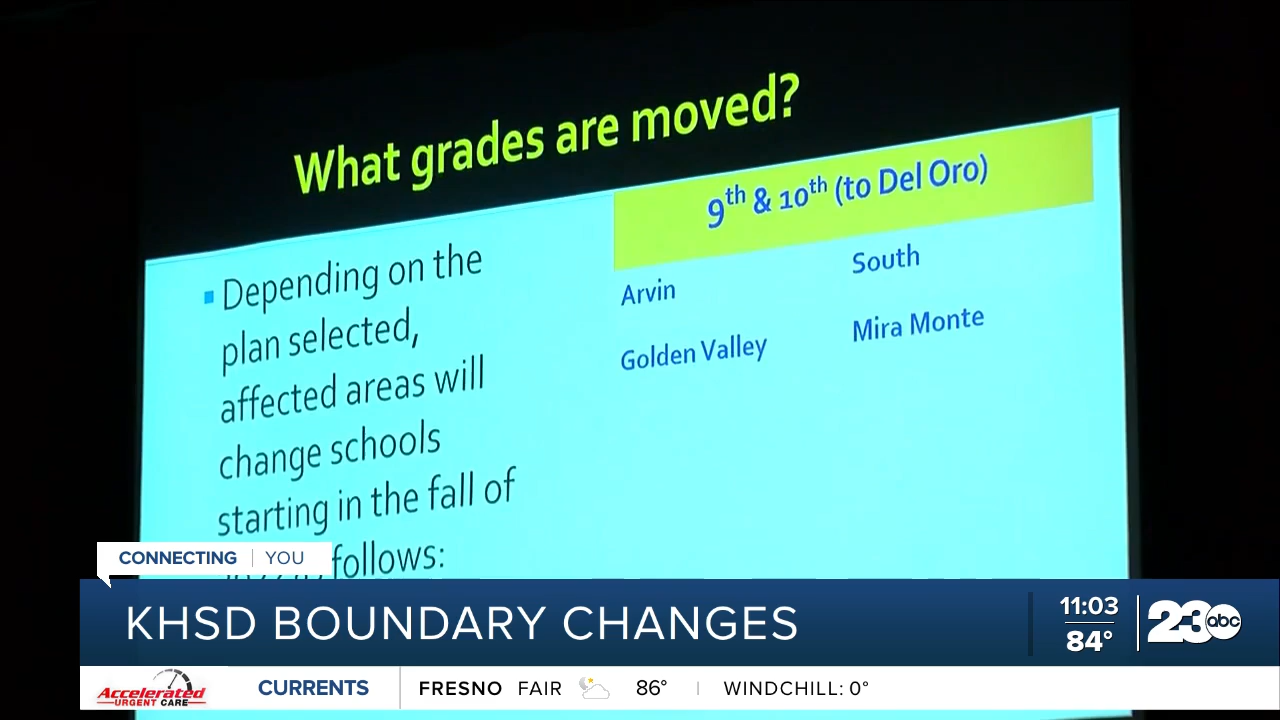 What grades are moved?
9th & 10th (to Del Oro)
Arvin
South
Golden Valley
Mira Monte
▪ Depending on the
plan selected,
affected areas will
change schools
starting in the fall of
follows:
CONNECTING | YOU
KHSD BOUNDARY CHANGES
11:03
84°
23 abc
Accelerated
URGENT CARE
CURRENTS
FRESNO FAIR 86° | WINDCHILL: 0°